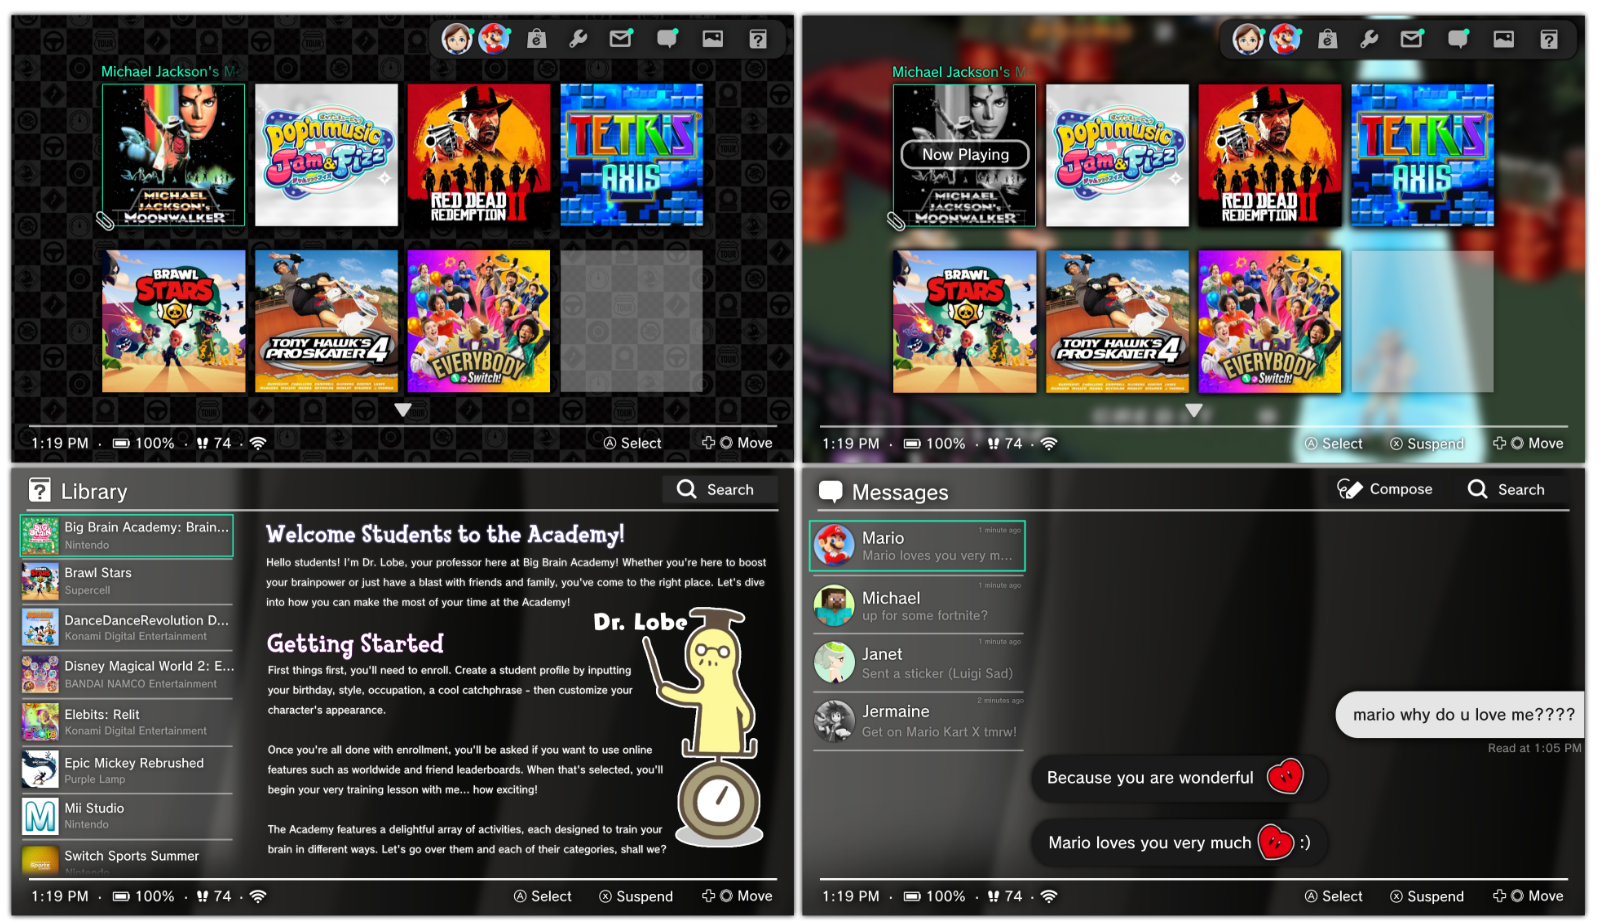 Michael Jackson's M
MICHAEL
JACKSON'S
MOONWALKER
pop'n music
Jam & Fizz
RED DEAD
REDEMPTION II
TETRIS
AXIS
BRAWL
STARS
TONY HAWK'S
PRO SKATER 4
EVERYBODY
1-2 Switch!
1:19 PM · 100% · 74 ·
Ⓐ Select
Move
Michael Jackson's M
Now Playing
MICHAEL
JACKSON'S
MOONWALKER
pop'n music
Jam & Fizz
RED DEAD
REDEMPTION II
TETRIS
AXIS
BRAWL
STARS
TONY HAWK'S
PRO SKATER 4
EVERYBODY
1-2 Switch!
1:19 PM · 100% · 74 ·
Ⓐ Select
Ⓧ Suspend
Move
Library
Search
Big Brain Academy: Brain...
Nintendo
Brawl Stars
Supercell
DanceDanceRevolution D...
Konami Digital Entertainment
Disney Magical World 2: E...
BANDAI NAMCO Entertainment
Elebits: Relit
Konami Digital Entertainment
Epic Mickey Rebrushed
Purple Lamp
Mii Studio
Nintendo
Switch Sports Summer
Nintendo
Welcome Students to the Academy!
Hello students! I'm Dr. Lobe, your professor here at Big Brain Academy! Whether you're here to boost
your brainpower or just have a blast with friends and family, you've come to the right place. Let's dive
into how you can make the most of your time at the Academy!
Dr. Lobe
Getting Started
First things first, you'll need to enroll. Create a student profile by inputting
your birthday, style, occupation, a cool catchphrase - then customize your
character's appearance.
Once you're all done with enrollment, you'll be asked if you want to use online
features such as worldwide and friend leaderboards. When that's selected, you'll
begin your very training lesson with me... how exciting!
The Academy features a delightful array of activities, each designed to train your
brain in different ways. Let's go over them and each of their categories, shall we?
1:19 PM · 100% · 74 ·
Ⓐ Select
Ⓧ Suspend
Move
Messages
Compose
Search
1 minute ago
Mario
Mario loves you very m...
1 minute ago
Michael
up for some fortnite?
1 minute ago
Janet
Sent a sticker (Luigi Sad)
2 minutes ago
Jermaine
Get on Mario Kart X tmrw!
mario why do u love me????
Read at 1:05 PM
Because you are wonderful
Mario loves you very much :)
1:19 PM · 100% · 74 ·
Ⓐ Select
Ⓧ Suspend
Move